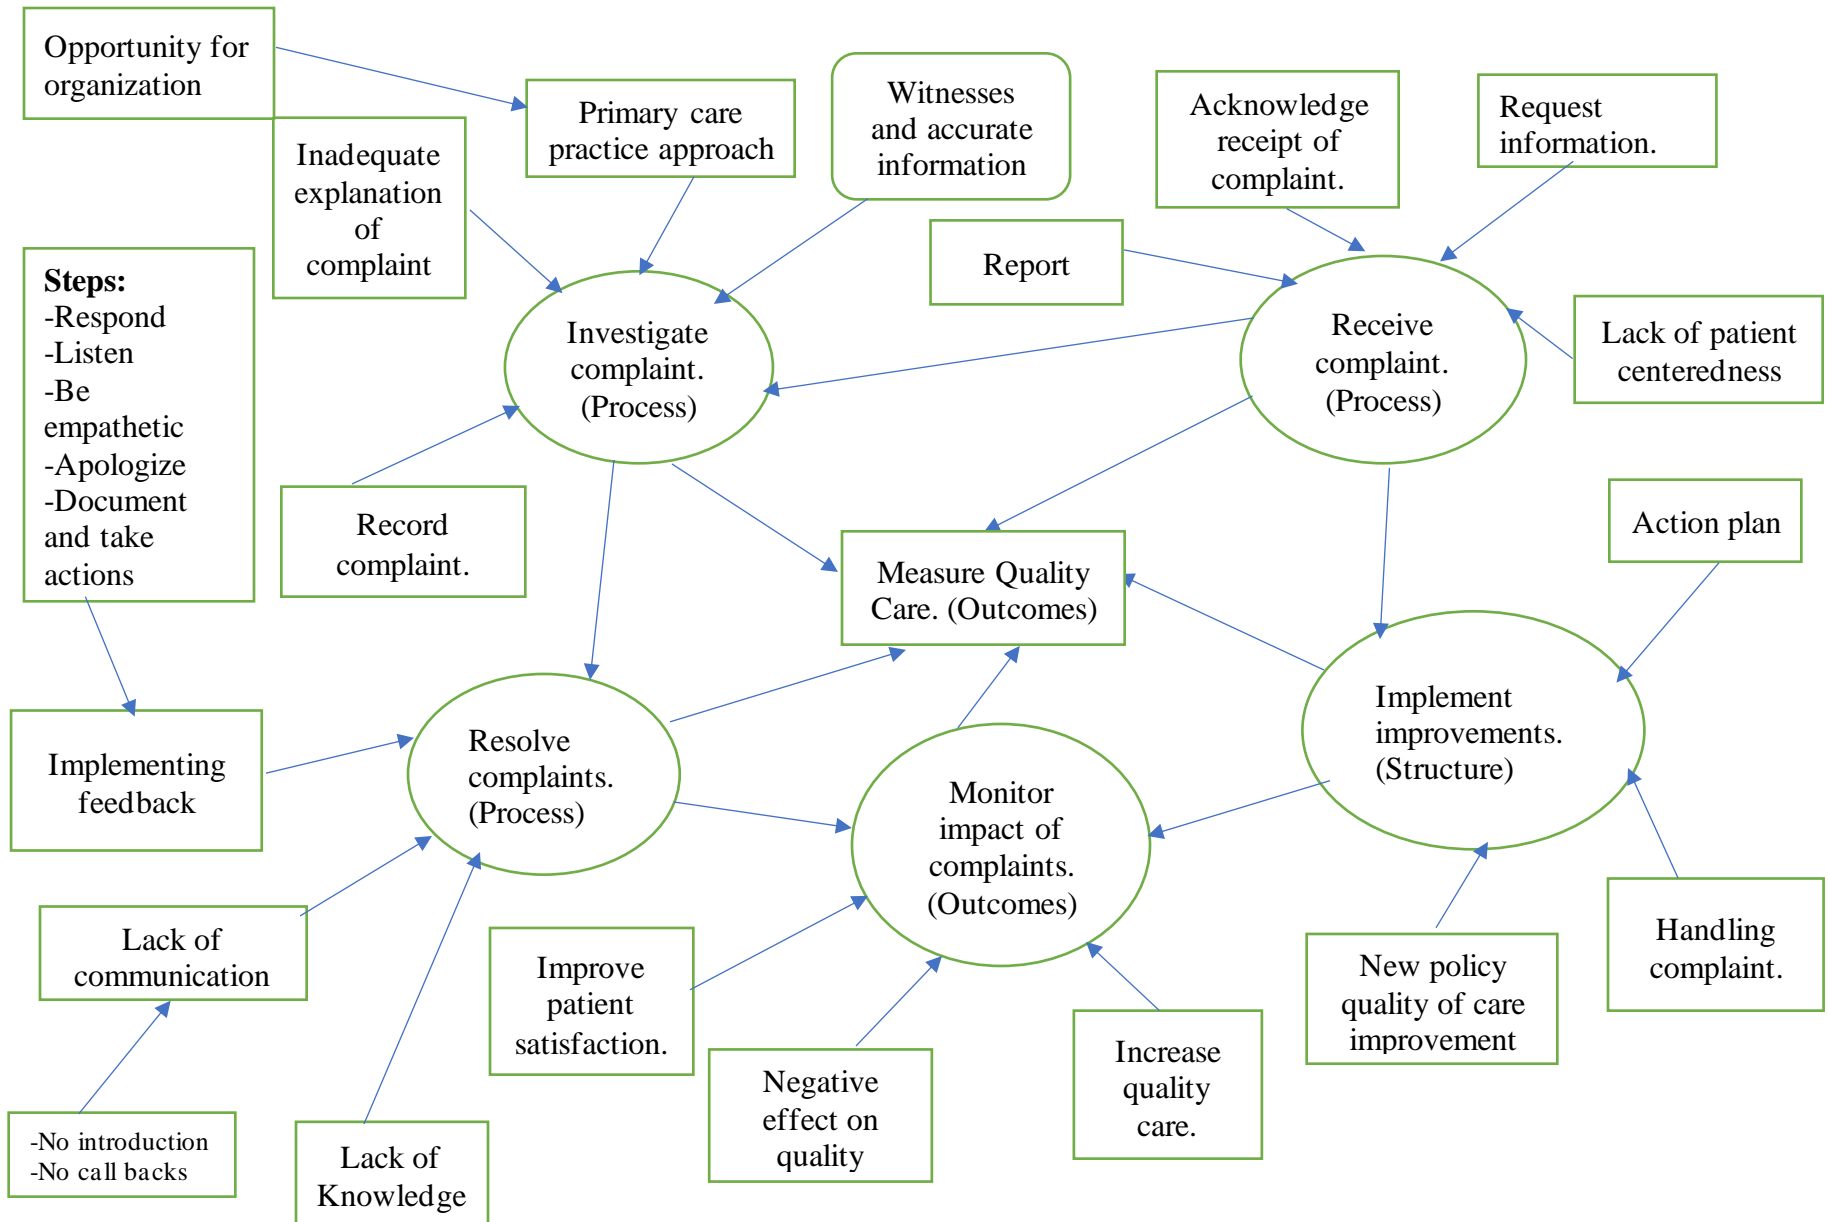 Opportunity for
organization
Primary care
practice approach
Witnesses
and accurate
information
Acknowledge
receipt of
complaint.
Request
information.
Inadequate
explanation
of
complaint
Report
Steps:
-Respond
-Listen
-Be
empathetic
-Apologize
-Document
and take
actions
Investigate
complaint.
(Process)
Receive
complaint.
(Process)
Lack of patient
centeredness
Record
complaint.
Measure Quality
Care. (Outcomes)
Action plan
Implementing
feedback
Resolve
complaints.
(Process)
Monitor
impact of
complaints.
(Outcomes)
Implement
improvements.
(Structure)
Lack of
communication
Improve
patient
satisfaction.
Negative
effect on
quality
Increase
quality
care.
New policy
quality of care
improvement
Handling
complaint.
-No introduction
-No call backs
Lack of
Knowledge